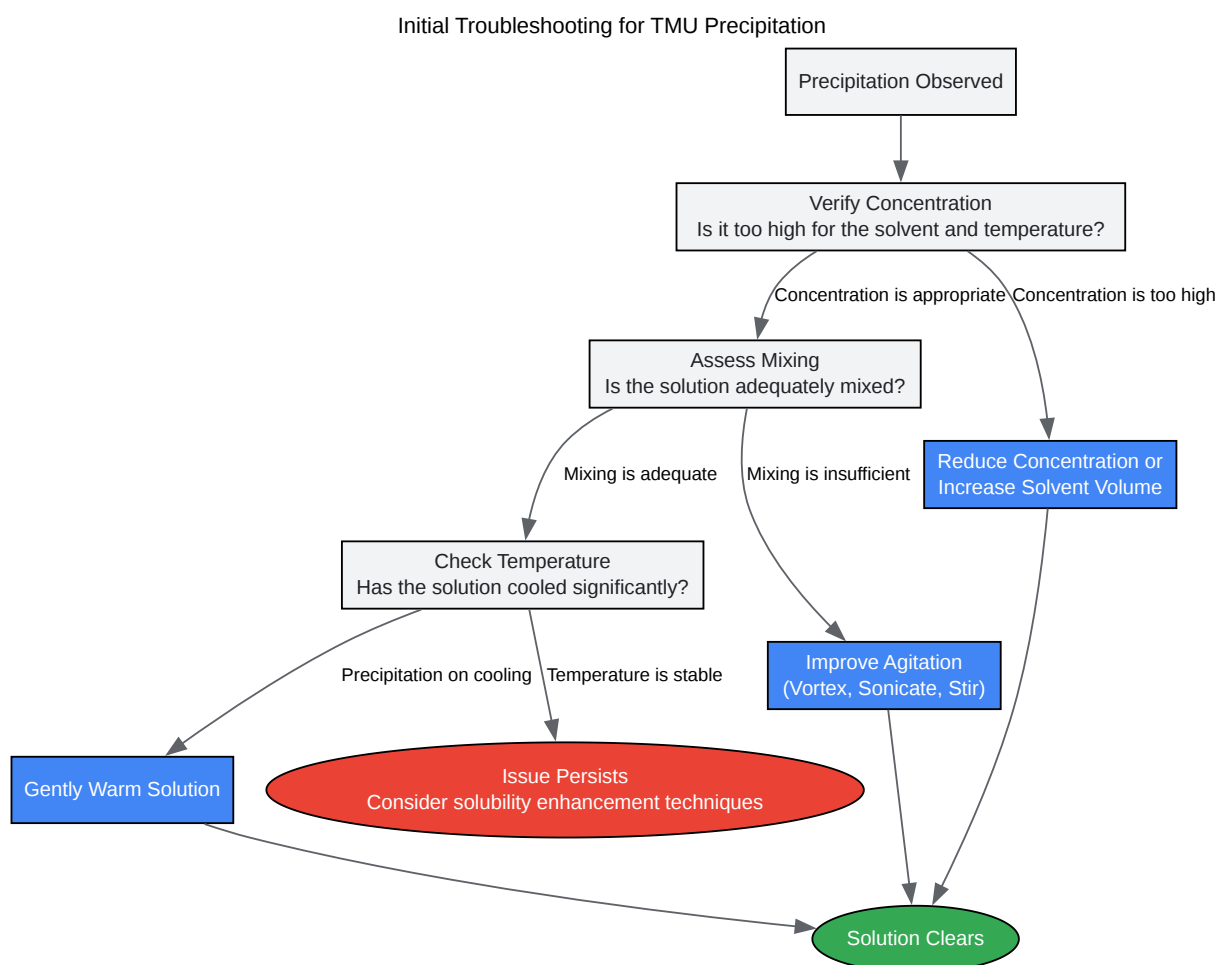 Initial Troubleshooting for TMU Precipitation
Precipitation Observed
Verify Concentration
Is it too high for the solvent and temperature?
Concentration is appropriate
Concentration is too high
Assess Mixing
Is the solution adequately mixed?
Reduce Concentration or
Increase Solvent Volume
Mixing is adequate
Mixing is insufficient
Check Temperature
Has the solution cooled significantly?
Improve Agitation
(Vortex, Sonicate, Stir)
Precipitation on cooling
Temperature is stable
Gently Warm Solution
Issue Persists
Consider solubility enhancement techniques
Solution Clears